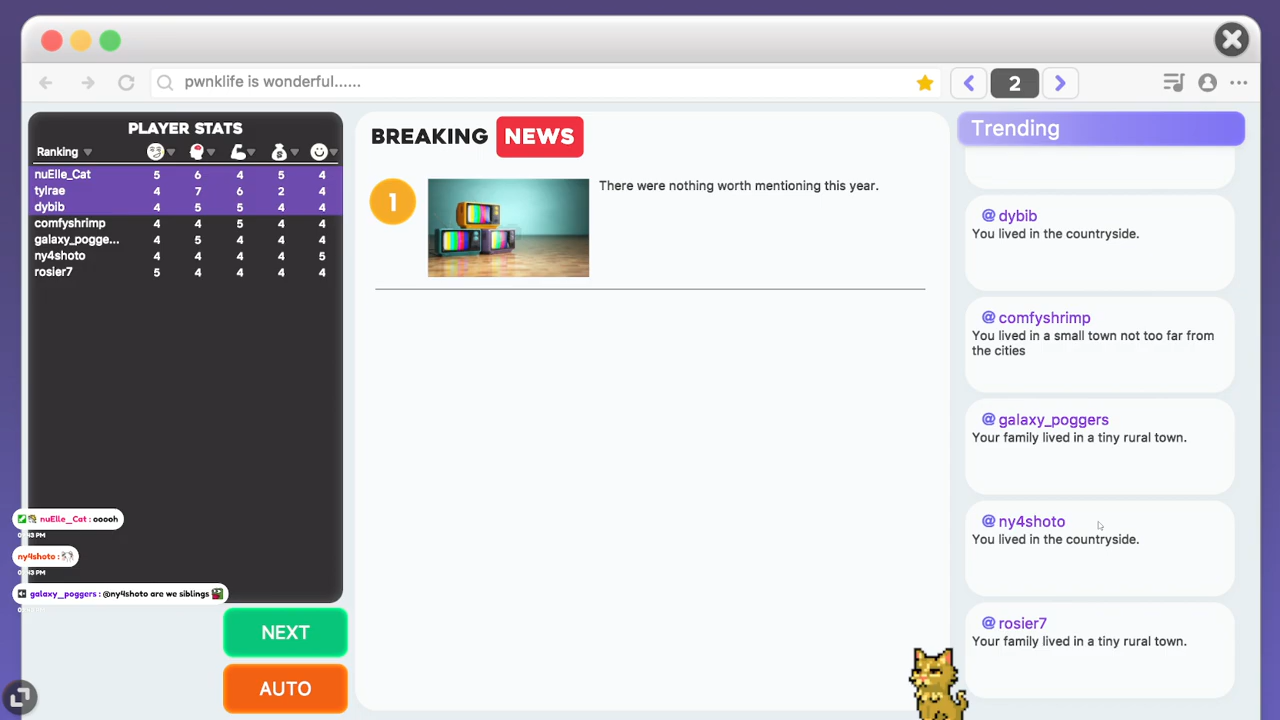 pwnklife is wonderful......
2
PLAYER STATS
Ranking
nuElle_Cat 5 6 4 5 4
tylrae 4 7 6 2 4
dybib 4 5 5 4 4
comfyshrimp 4 4 5 4 4
galaxy_pogge... 4 5 4 4 4
ny4shoto 4 4 4 4 5
rosier7 5 4 4 4 4
nuElle_Cat : ooooh
ny4shoto :
galaxy_poggers : @ny4shoto are we siblings
NEXT
AUTO
BREAKING NEWS
1
There were nothing worth mentioning this year.
Trending
@ dybib
You lived in the countryside.
@ comfyshrimp
You lived in a small town not too far from
the cities
@ galaxy_poggers
Your family lived in a tiny rural town.
@ ny4shoto
You lived in the countryside.
@ rosier7
Your family lived in a tiny rural town.